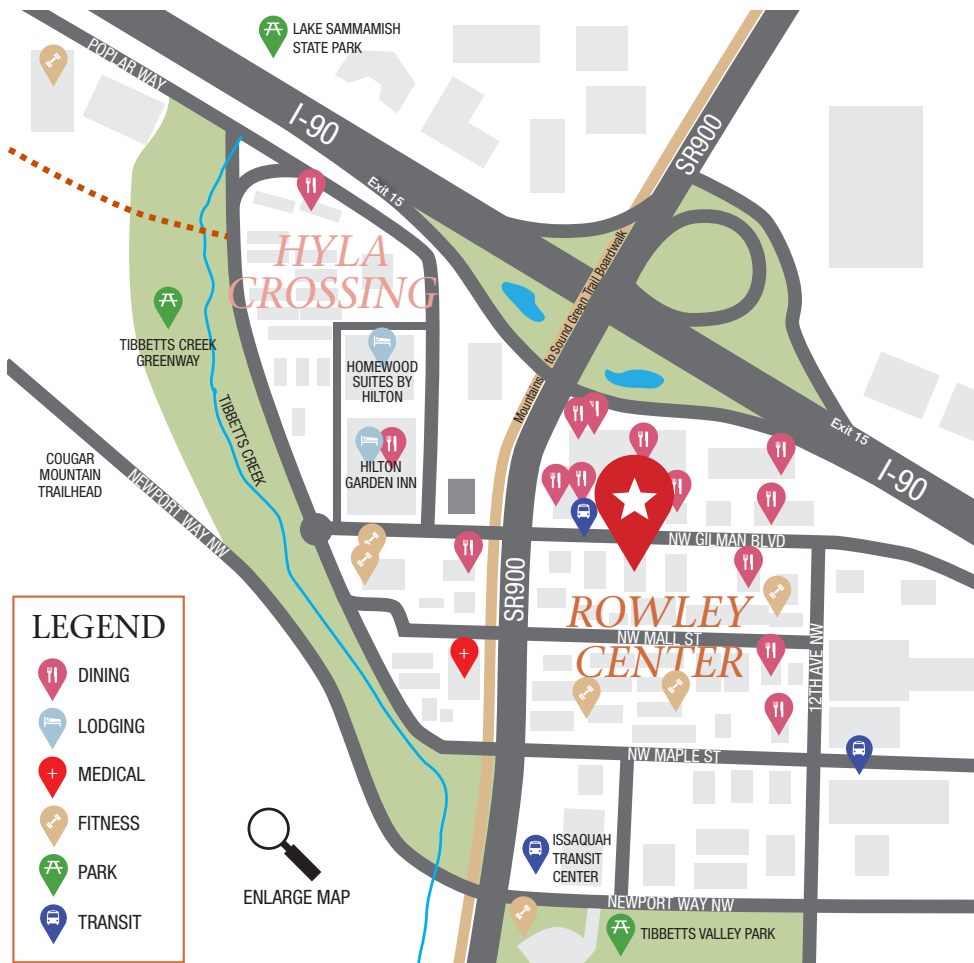 LAKE SAMMAMISH
STATE PARK
POPLAR WAY
I-90
SR900
Exit 15
HYLA
CROSSING
Mountains to Sound Green Trail Boardwalk
TIBBETTS CREEK
GREENWAY
HOMEWOOD
SUITES BY
HILTON
TIBBETTS CREEK
HILTON
GARDEN INN
COUGAR
MOUNTAIN
TRAILHEAD
NEWPORT WAY NW
Exit 15
I-90
NW GILMAN BLVD
SR900
ROWLEY
CENTER
NW MALL ST
12TH AVE NW
NW MAPLE ST
LEGEND
DINING
LODGING
MEDICAL
FITNESS
PARK
TRANSIT
ENLARGE MAP
ISSAQUAH
TRANSIT
CENTER
NEWPORT WAY NW
TIBBETTS VALLEY PARK